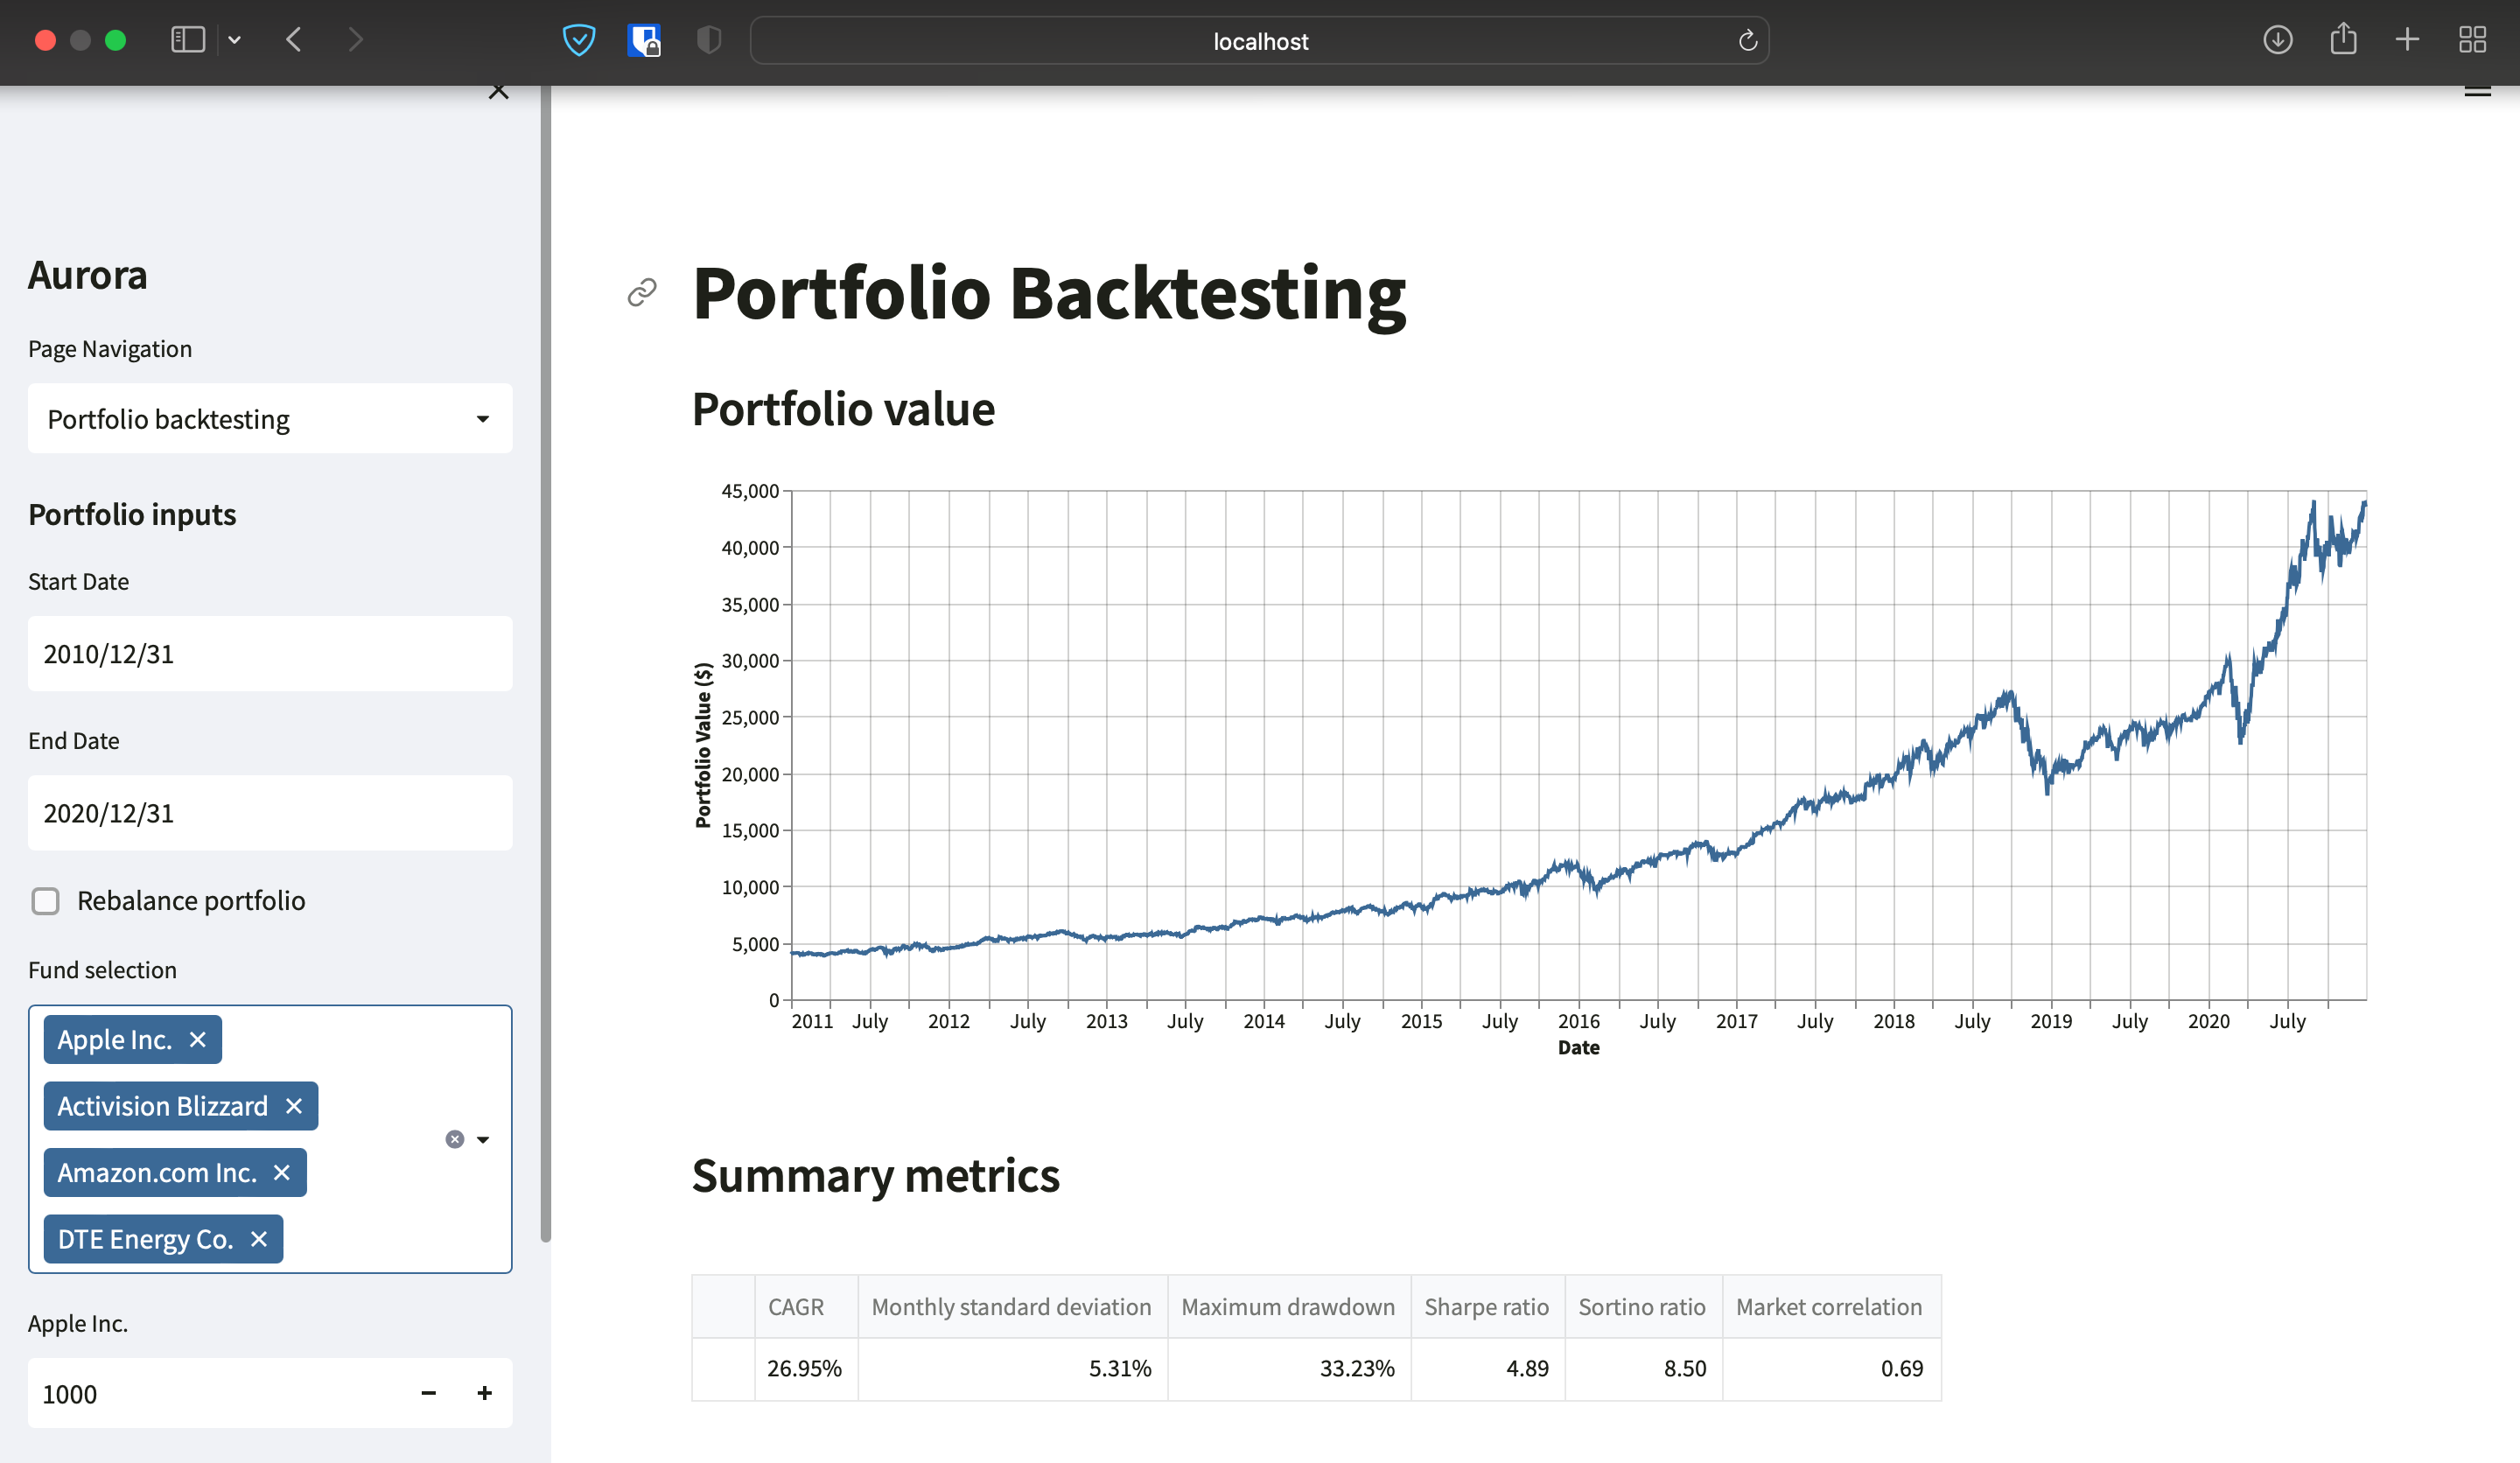 localhost
Aurora
Page Navigation
Portfolio backtesting
Portfolio inputs
Start Date
2010/12/31
End Date
2020/12/31
Rebalance portfolio
Fund selection
Apple Inc.
Activision Blizzard
Amazon.com Inc.
DTE Energy Co.
Apple Inc.
1000
Portfolio Backtesting
Portfolio value
45,000
40,000
35,000
30,000
25,000
20,000
15,000
10,000
5,000
0
Portfolio Value ($)
2011 July 2012 July 2013 July 2014 July 2015 July 2016 July 2017 July 2018 July 2019 July 2020 July
Date
Summary metrics
CAGR Monthly standard deviation Maximum drawdown Sharpe ratio Sortino ratio Market correlation
26.95% 5.31% 33.23% 4.89 8.50 0.69